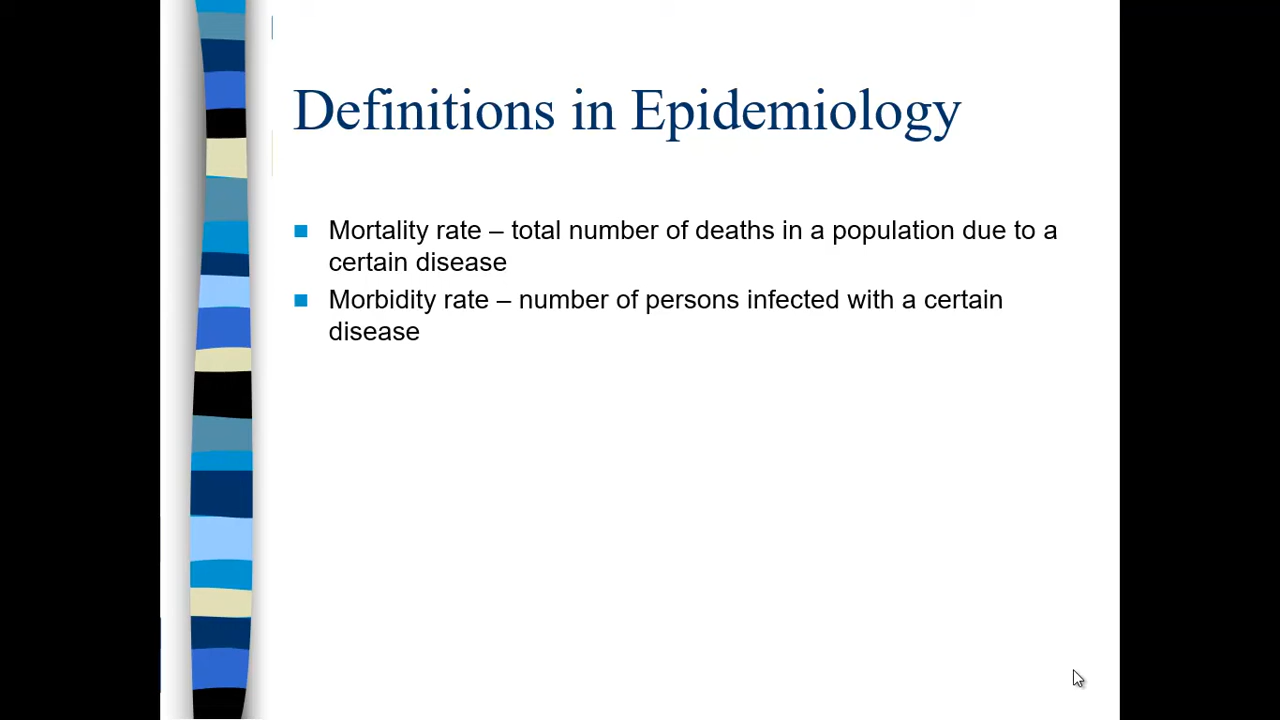 Definitions in Epidemiology
Mortality rate – total number of deaths in a population due to a
certain disease
Morbidity rate – number of persons infected with a certain
disease